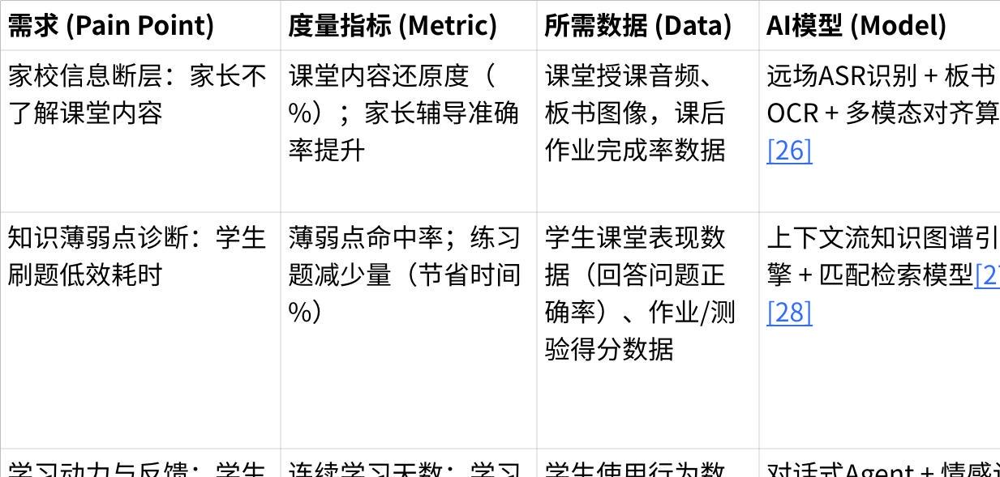 需求 (Pain Point)
度量指标 (Metric)
所需数据 (Data)
AI模型 (Model)
家校信息断层：家长不
了解课堂内容
课堂内容还原度（
%）；家长辅导准确
率提升
课堂授课音频、
板书图像，课后
作业完成率数据
远场ASR识别 + 板书
OCR + 多模态对齐算
[26]
知识薄弱点诊断：学生
刷题低效耗时
薄弱点命中率；练习
题减少量（节省时间
%）
学生课堂表现数
据（回答问题正
确率）、作业/测
验得分数据
上下文流知识图谱引
擎 + 匹配检索模型[2
[28]
学习动力与反馈：学生
连续学习天数；学习
学生使用行为数
对话式Agent + 情感